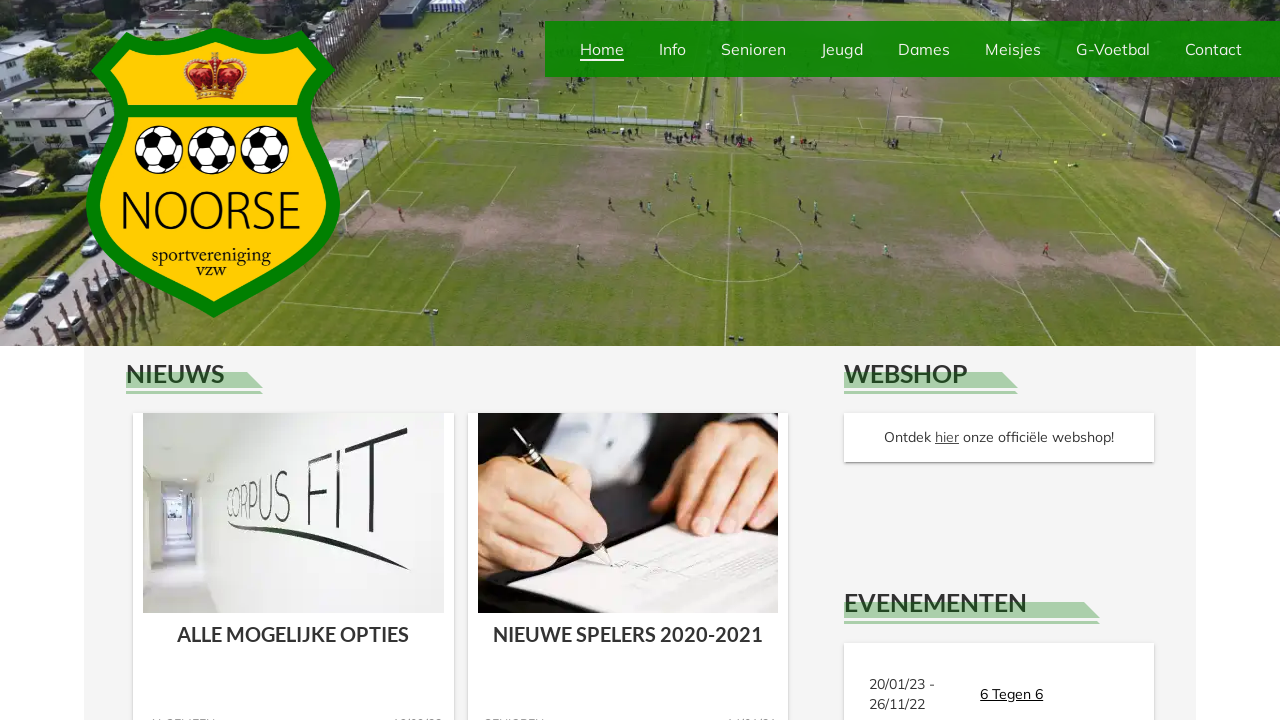 Home Info Senioren Jeugd Dames Meisjes G-Voetbal Contact
NOORSE
sportvereniging
vzw
NIEUWS
CORPUS FIT
ALLE MOGELIJKE OPTIES
NIEUWE SPELERS 2020-2021
WEBSHOP
Ontdek hier onze officiële webshop!
EVENEMENTEN
20/01/23 -
26/11/22
6 Tegen 6